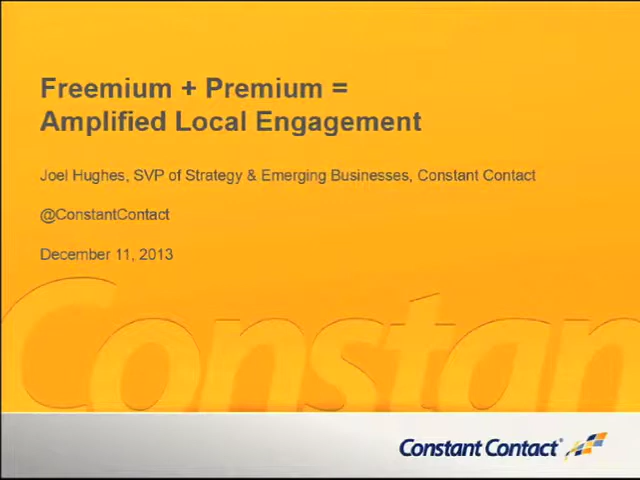 Freemium + Premium =
Amplified Local Engagement
Joel Hughes, SVP of Strategy & Emerging Businesses, Constant Contact
@ConstantContact
December 11, 2013
Constan
Constant Contact®